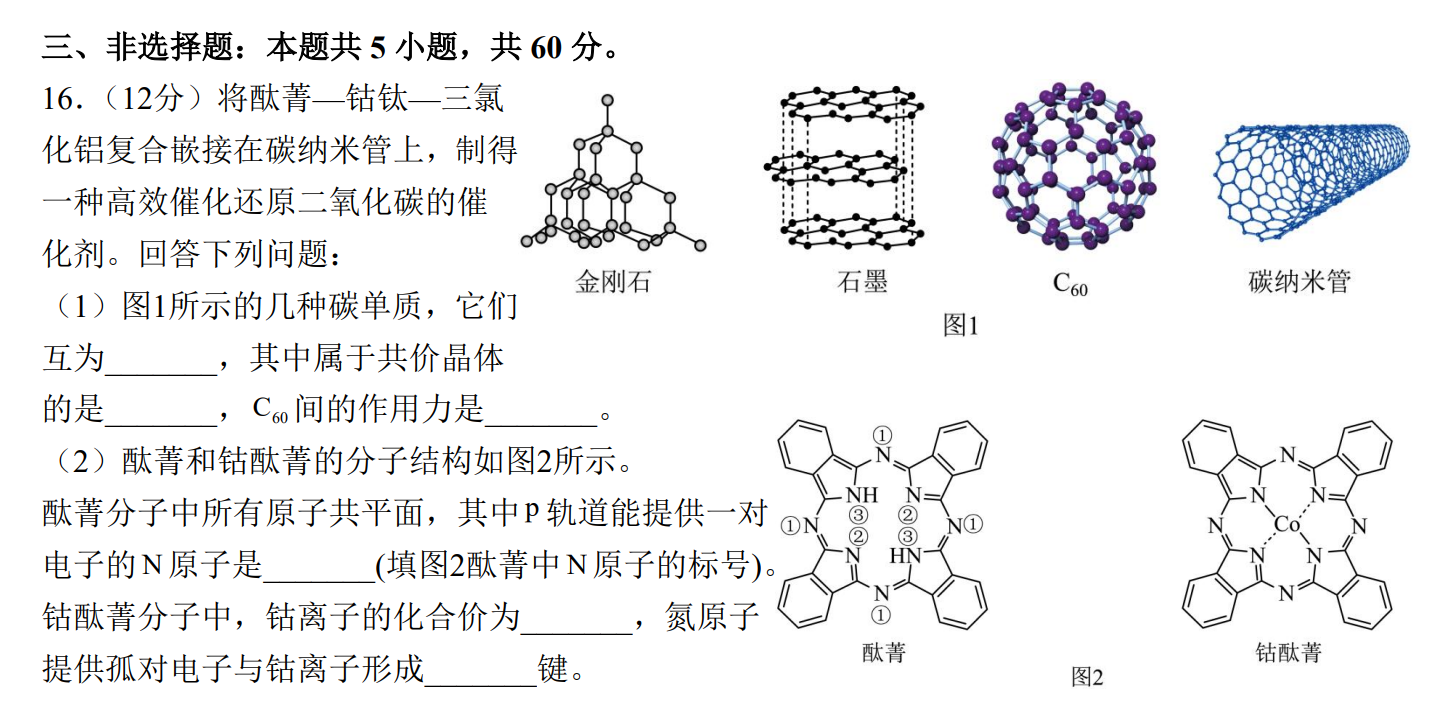 三、非选择题：本题共 5 小题，共 60 分。
16．（12分）将酞菁—钴钛—三氯
化铝复合嵌接在碳纳米管上，制得
一种高效催化还原二氧化碳的催
化剂。回答下列问题：
（1）图1所示的几种碳单质，它们
互为_______，其中属于共价晶体
的是_______，C₆₀间的作用力是_______。
金刚石 石墨 C₆₀ 碳纳米管
图1
（2）酞菁和钴酞菁的分子结构如图2所示。
酞菁分子中所有原子共平面，其中 p 轨道能提供一对
电子的 N 原子是_______(填图2酞菁中 N 原子的标号)。
钴酞菁分子中，钴离子的化合价为_______，氮原子
提供孤对电子与钴离子形成_______键。
①
N
NH N
③ ②
①N N①
② ③
N HN
N
①
酞菁
N
N N
N Co N
N N
N
钴酞菁
图2